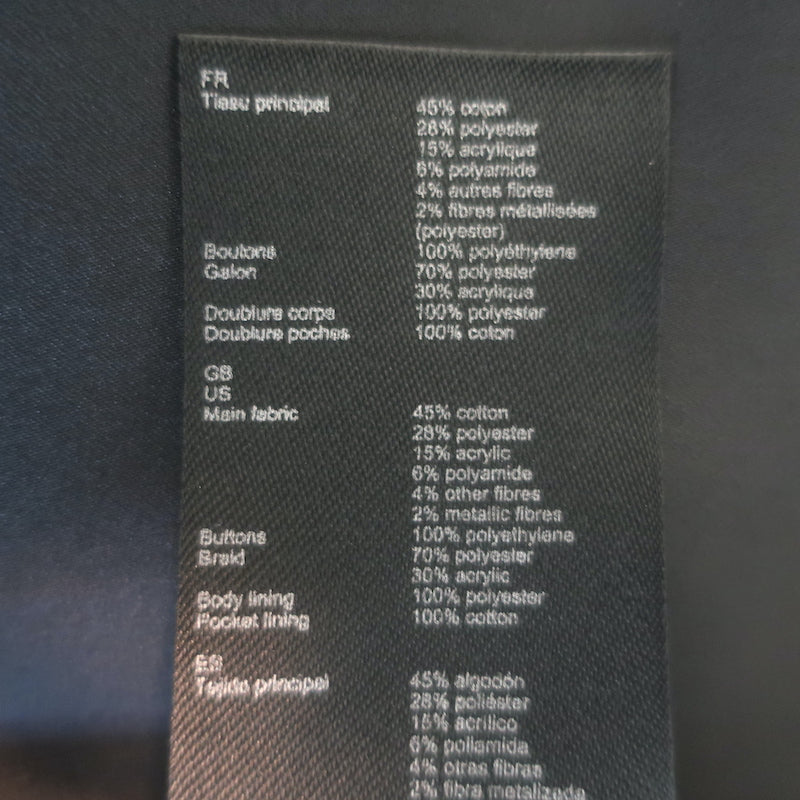 FR
Tissu principal 45% coton
28% polyester
15% acrylique
6% polyamide
4% autres fibres
2% fibres métallisées
(polyester)
Boutons 100% polyéthylene
Galon 70% polyester
30% acrylique
Doublure corps 100% polyester
Doublure poches 100% coton
GB
US
Main fabric 45% cotton
28% polyester
15% acrylic
6% polyamide
4% other fibres
2% metallic fibres
Buttons 100% polyethylene
Braid 70% polyester
30% acrylic
Body lining 100% polyester
Pocket lining 100% cotton
ES
Tejido principal 45% algodón
28% poliéster
15% acrílico
6% poliamida
4% otras fibras
2% fibra metalizada